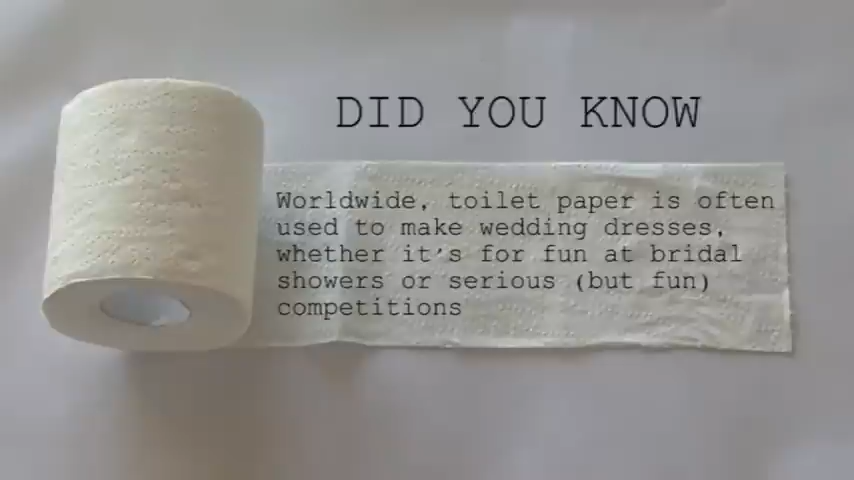 DID YOU KNOW
Worldwide, toilet paper is often
used to make wedding dresses,
whether it's for fun at bridal
showers or serious (but fun)
competitions